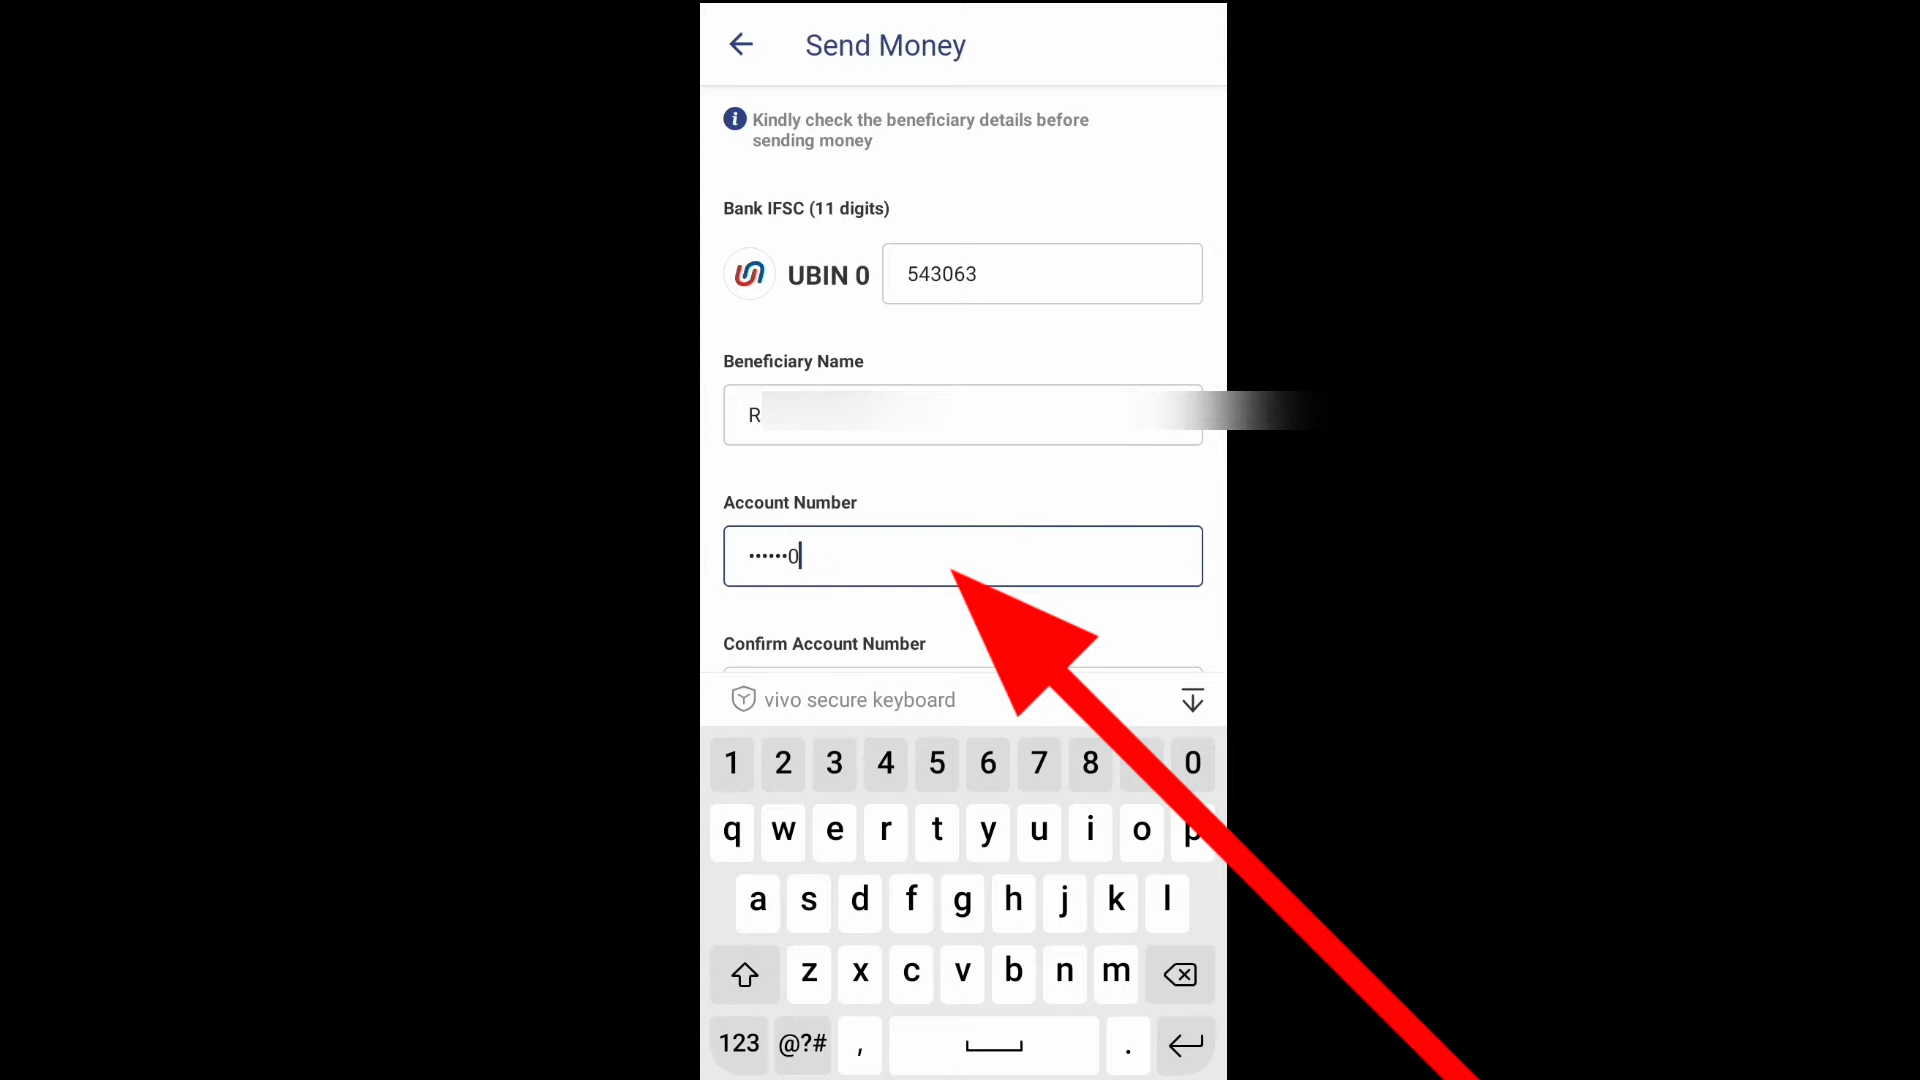 Send Money
Kindly check the beneficiary details before
sending money
Bank IFSC (11 digits)
UBIN 0 543063
Beneficiary Name
R
Account Number
••••••0
Confirm Account Number
vivo secure keyboard
1 2 3 4 5 6 7 8 0
q w e r t y u i o p
a s d f g h j k l
z x c v b n m
123 @?# , .